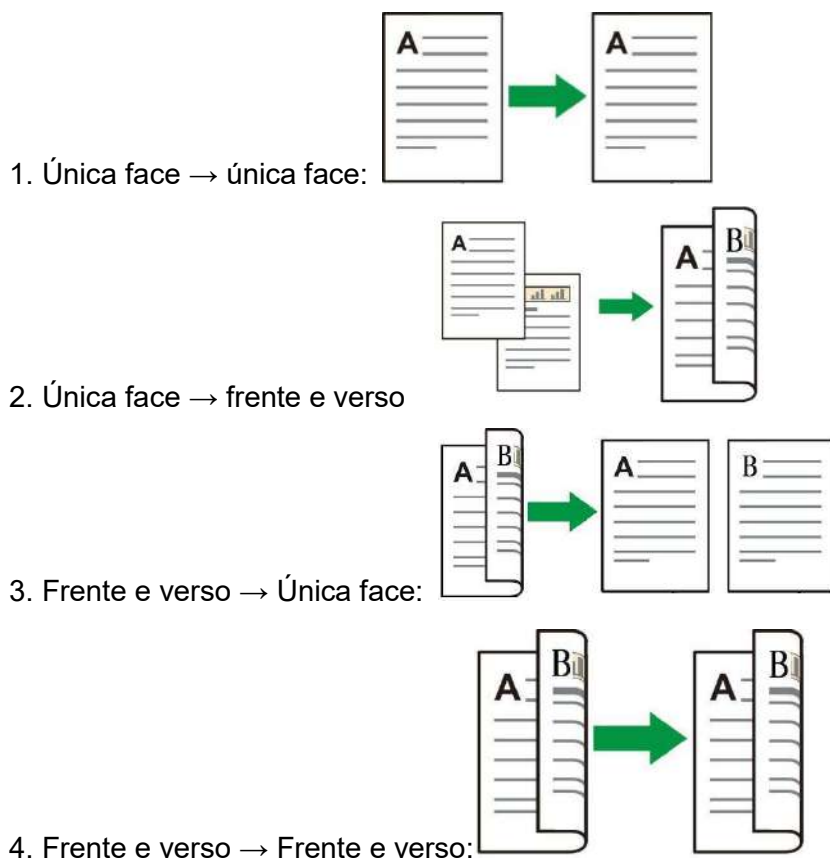 A A
1. Única face → única face:
A A B
2. Única face → frente e verso
A B A B
3. Frente e verso → Única face:
A B A B
4. Frente e verso → Frente e verso: